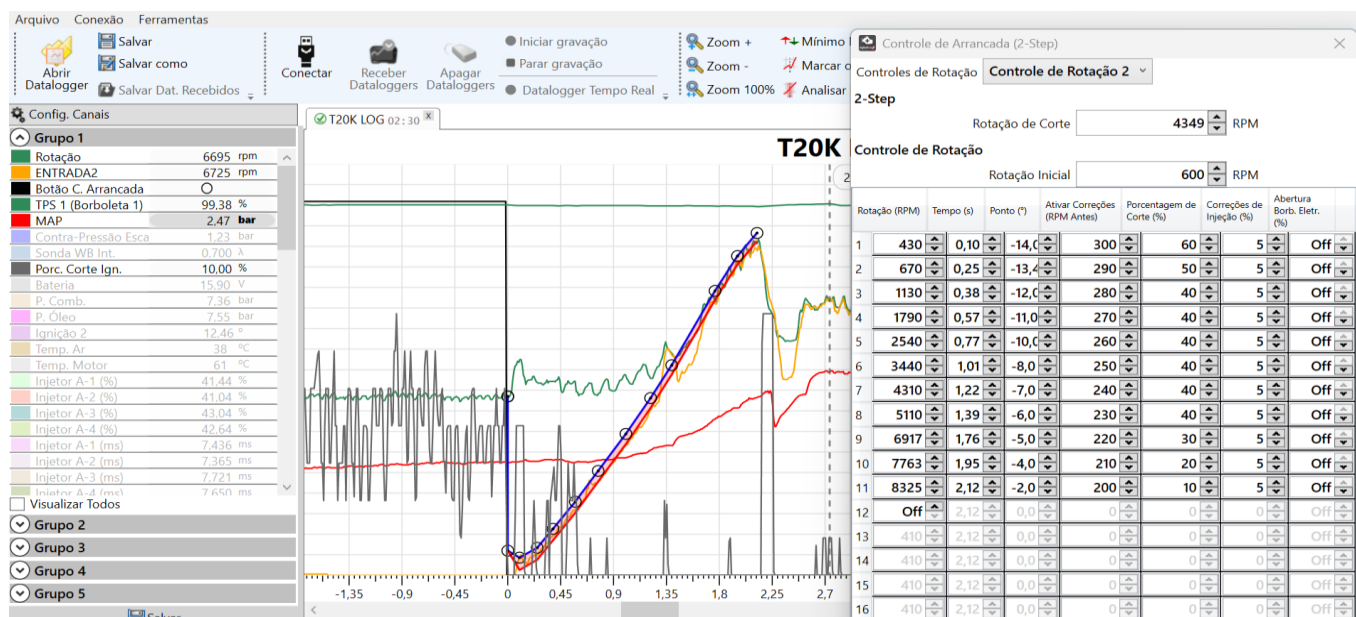 Arquivo Conexão Ferramentas
Abrir Datalogger
Salvar
Salvar como
Salvar Dat. Recebidos
Conectar
Receber Dataloggers
Apagar Dataloggers
Iniciar gravação
Parar gravação
Datalogger Tempo Real
Zoom +
Zoom -
Zoom 100%
Mínimo
Marcar
Analisar
Config. Canais
Grupo 1
Rotação 6695 rpm
ENTRADA2 6725 rpm
Botão C. Arrancada
TPS 1 (Borboleta 1) 99,38 %
MAP 2,47 bar
Contra-Pressão Esca 1,23 bar
Sonda WB Int. 0,700 λ
Porc. Corte Ign. 10,00 %
Bateria 15,90 V
P. Comb. 7,36 bar
P. Óleo 7,55 bar
Ignição 2 12,46 °
Temp. Ar 38 ºC
Temp. Motor 61 ºC
Injetor A-1 (%) 41,44 %
Injetor A-2 (%) 41,04 %
Injetor A-3 (%) 43,04 %
Injetor A-4 (%) 42,64 %
Injetor A-1 (ms) 7,436 ms
Injetor A-2 (ms) 7,365 ms
Injetor A-3 (ms) 7,721 ms
Injetor A-4 (ms) 7,650 ms
Visualizar Todos
Grupo 2
Grupo 3
Grupo 4
Grupo 5
Salvar
T20K LOG 02:30 X
T20K
2
-1,35 -0,9 -0,45 0 0,45 0,9 1,35 1,8 2,25 2,7
Controle de Arrancada (2-Step)
Controles de Rotação Controle de Rotação 2
2-Step
Rotação de Corte 4349 RPM
Controle de Rotação
Rotação Inicial 600 RPM
Rotação (RPM) Tempo (s) Ponto (°) Ativar Correções (RPM Antes) Porcentagem de Corte (%) Correções de Injeção (%) Abertura Borb. Eletr. (%)
1 430 0,10 -14,0 300 60 5 Off
2 670 0,25 -13,4 290 50 5 Off
3 1130 0,38 -12,0 280 40 5 Off
4 1790 0,57 -11,0 270 40 5 Off
5 2540 0,77 -10,0 260 40 5 Off
6 3440 1,01 -8,0 250 40 5 Off
7 4310 1,22 -7,0 240 40 5 Off
8 5110 1,39 -6,0 230 40 5 Off
9 6917 1,76 -5,0 220 30 5 Off
10 7763 1,95 -4,0 210 20 5 Off
11 8325 2,12 -2,0 200 10 5 Off
12 Off 2,12 0,0 0 0 0 Off
13 410 2,12 0,0 0 0 0 Off
14 410 2,12 0,0 0 0 0 Off
15 410 2,12 0,0 0 0 0 Off
16 410 2,12 0,0 0 0 0 Off